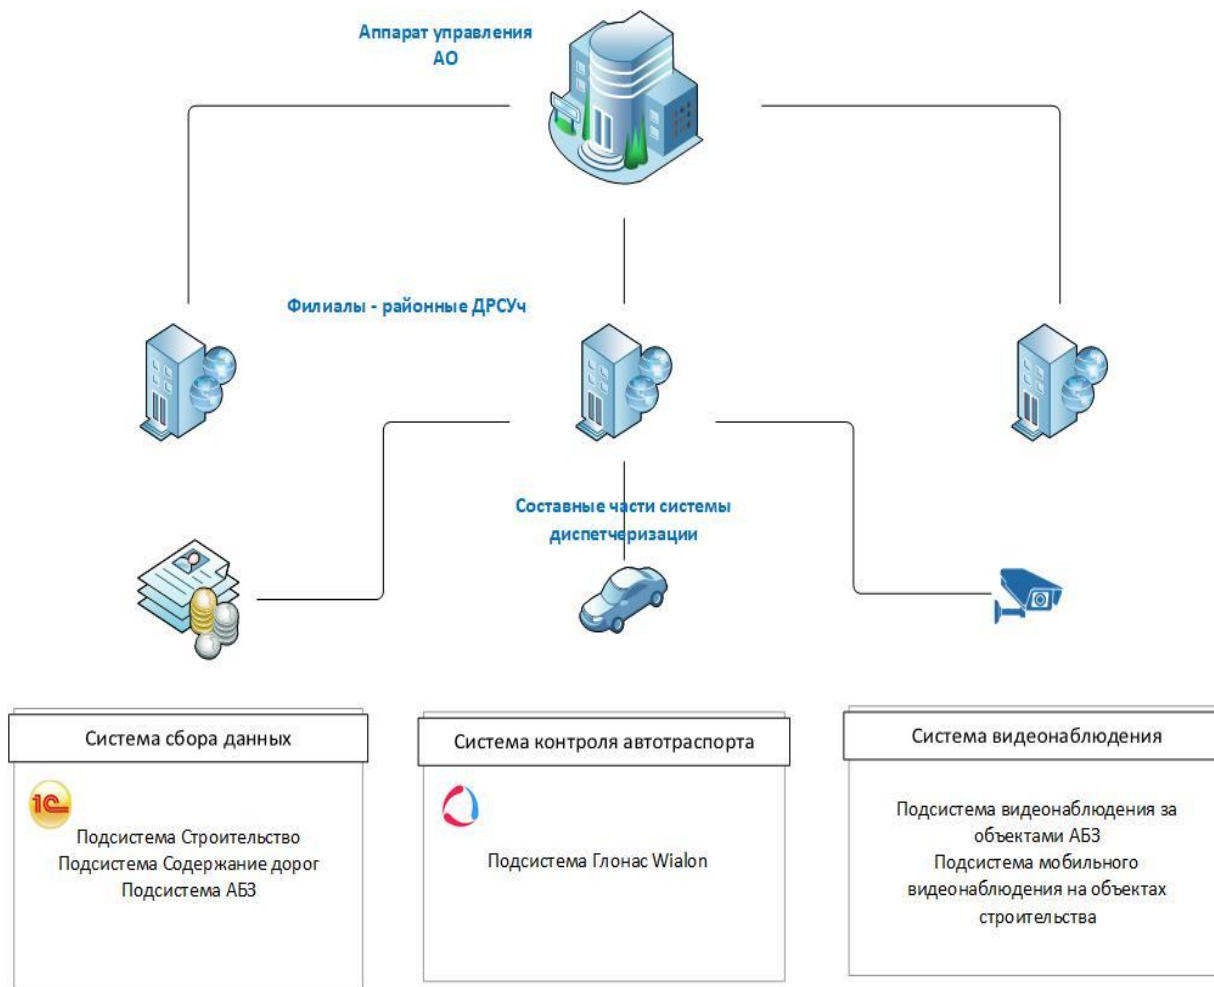 Аппарат управления
АО
Филиалы - районные ДРСУч
Составные части системы
диспетчеризации
Система сбора данных
1С
Подсистема Строительство
Подсистема Содержание дорог
Подсистема АБЗ
Система контроля автотраспорта
Подсистема Глонас Wialon
Система видеонаблюдения
Подсистема видеонаблюдения за
объектами АБЗ
Подсистема мобильного
видеонаблюдения на объектах
строительства